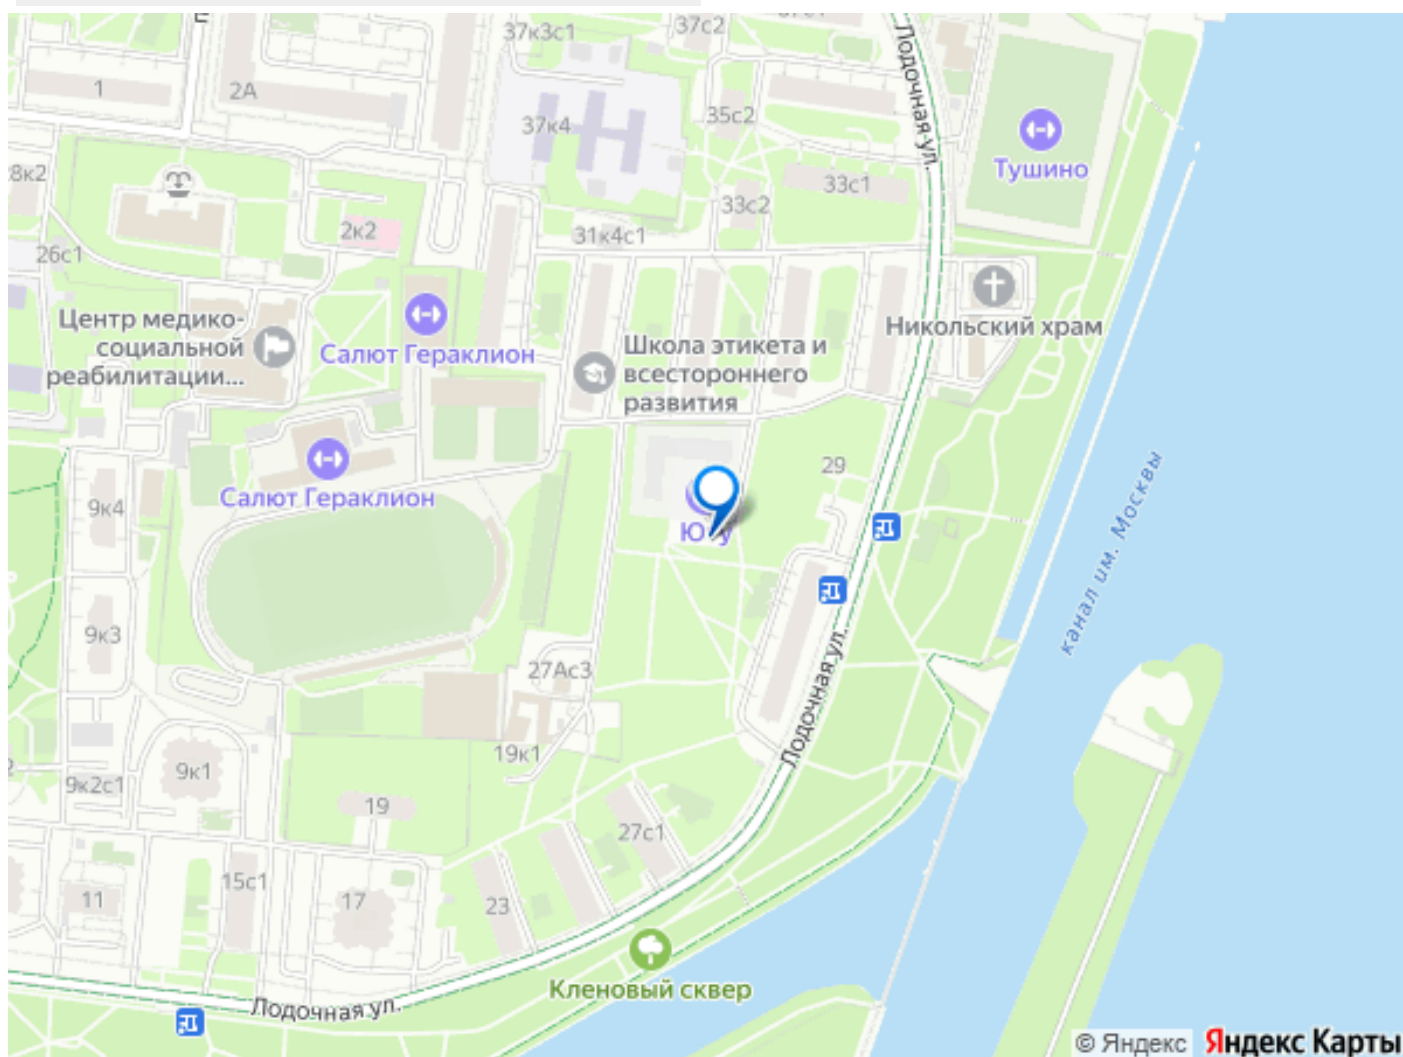 37к3с1
37с2
1
2А
37к4
35с2
Лодочная ул.
Тушино
8к2
33с1
33с2
2к2
31к4с1
26с1
Никольский храм
Центр медико-
социальной
реабилитации...
Салют Гераклион
Школа этикета и
всестороннего
развития
29
Салют Гераклион
9к4
канал им. Москвы
9к3
27Ас3
Лодочная ул.
19к1
9к1
9к2с1
19
27с1
15с1
11
17
23
Кленовый сквер
Лодочная ул.
© Яндекс Яндекс Карты